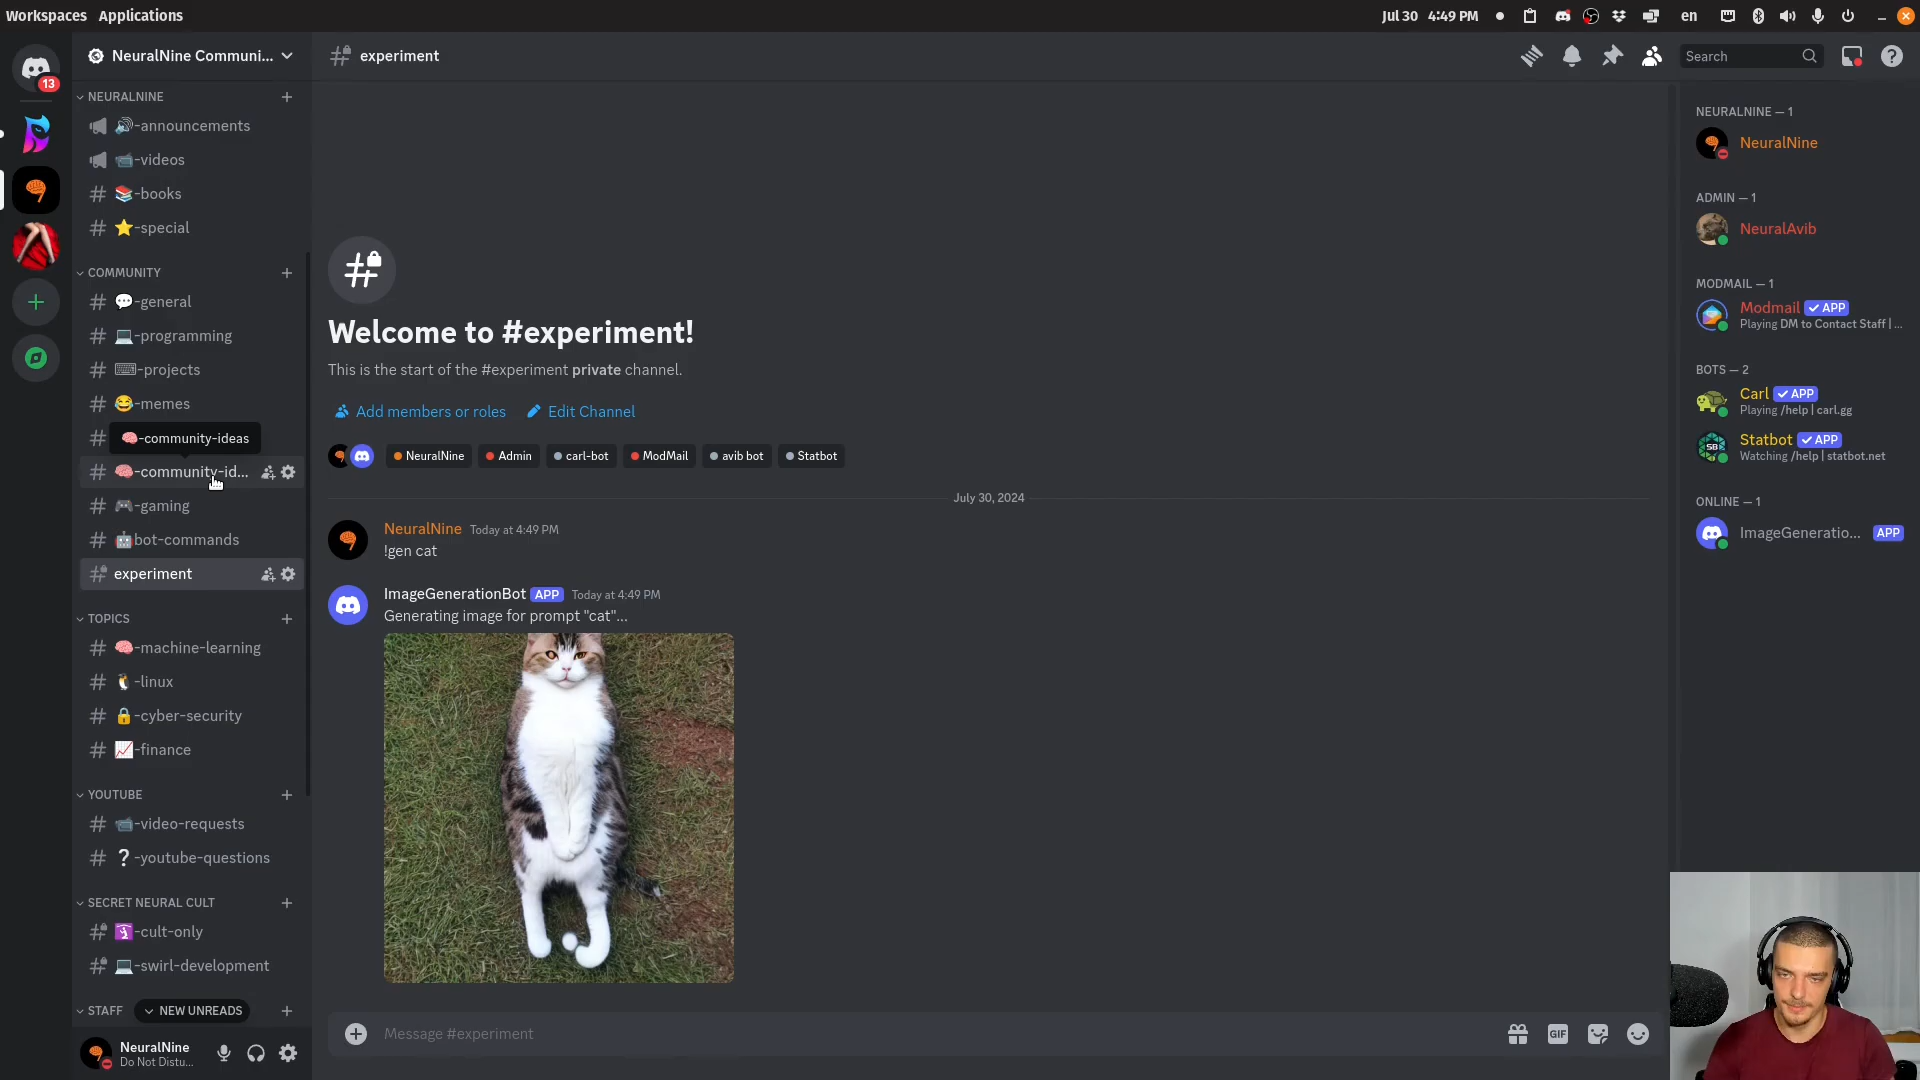 Workspaces Applications
Jul 30 4:49 PM
en
13
NeuralNine Communi...
experiment
Search
NEURALNINE
-announcements
-videos
-books
-special
COMMUNITY
-general
-programming
-projects
-memes
-community-ideas
-community-id...
-gaming
bot-commands
experiment
TOPICS
-machine-learning
-linux
-cyber-security
-finance
YOUTUBE
-video-requests
-youtube-questions
SECRET NEURAL CULT
-cult-only
-swirl-development
STAFF
NEW UNREADS
NeuralNine
Do Not Distu...
Welcome to #experiment!
This is the start of the #experiment private channel.
Add members or roles Edit Channel
NeuralNine Admin carl-bot ModMail avib bot Statbot
July 30, 2024
NeuralNine Today at 4:49 PM
!gen cat
ImageGenerationBot APP Today at 4:49 PM
Generating image for prompt "cat"...
Message #experiment
GIF
NEURALNINE — 1
NeuralNine
ADMIN — 1
NeuralAvib
MODMAIL — 1
Modmail ✓ APP
Playing DM to Contact Staff | ...
BOTS — 2
Carl ✓ APP
Playing /help | carl.gg
Statbot ✓ APP
Watching /help | statbot.net
ONLINE — 1
ImageGeneratio... APP